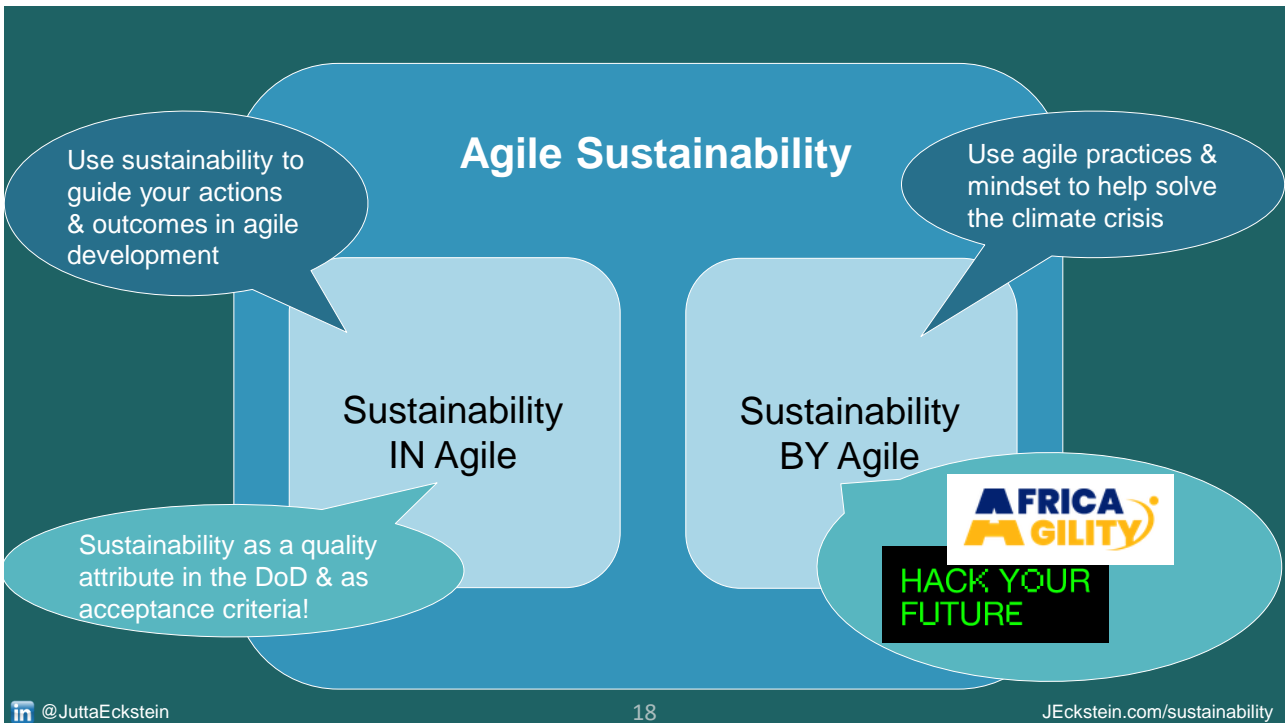 Agile Sustainability
Use sustainability to
guide your actions
& outcomes in agile
development
Use agile practices &
mindset to help solve
the climate crisis
Sustainability
IN Agile
Sustainability
BY Agile
Sustainability as a quality
attribute in the DoD & as
acceptance criteria!
AFRICA
AGILITY
HACK YOUR
FUTURE
in @JuttaEckstein
18
JEckstein.com/sustainability